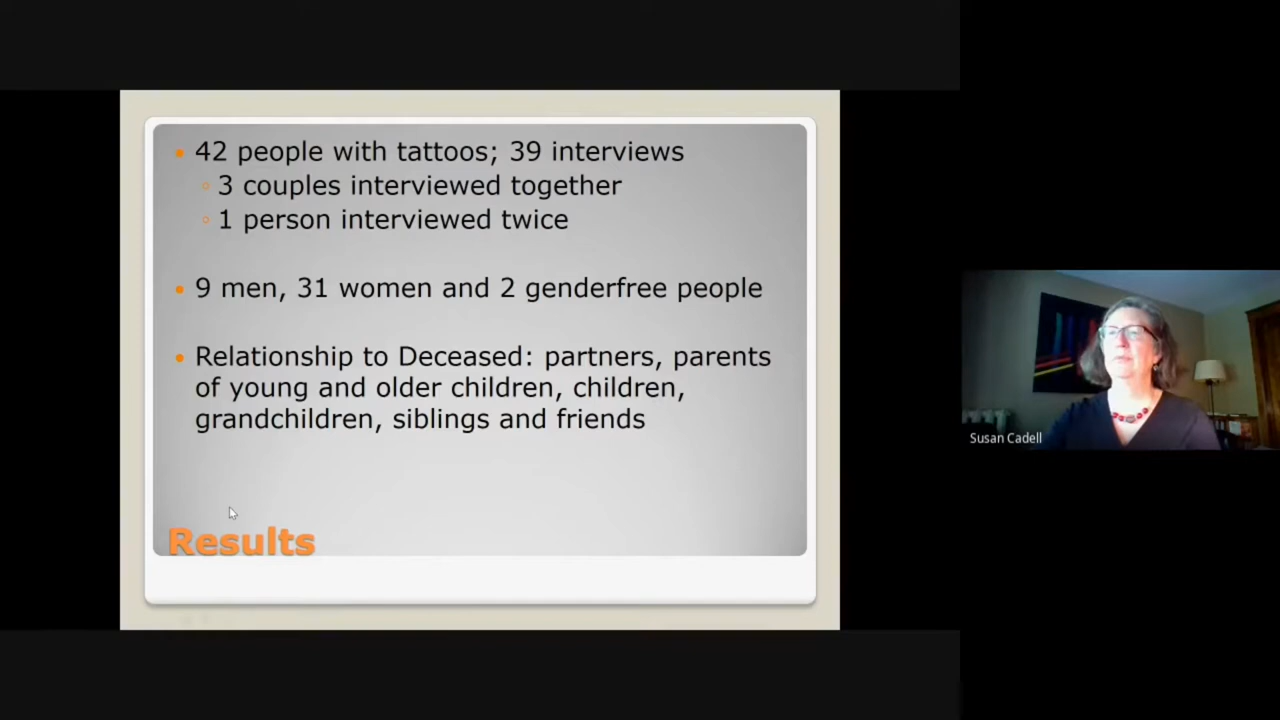 • 42 people with tattoos; 39 interviews
◦ 3 couples interviewed together
◦ 1 person interviewed twice
• 9 men, 31 women and 2 genderfree people
• Relationship to Deceased: partners, parents
of young and older children, children,
grandchildren, siblings and friends
Results
Susan Cadell